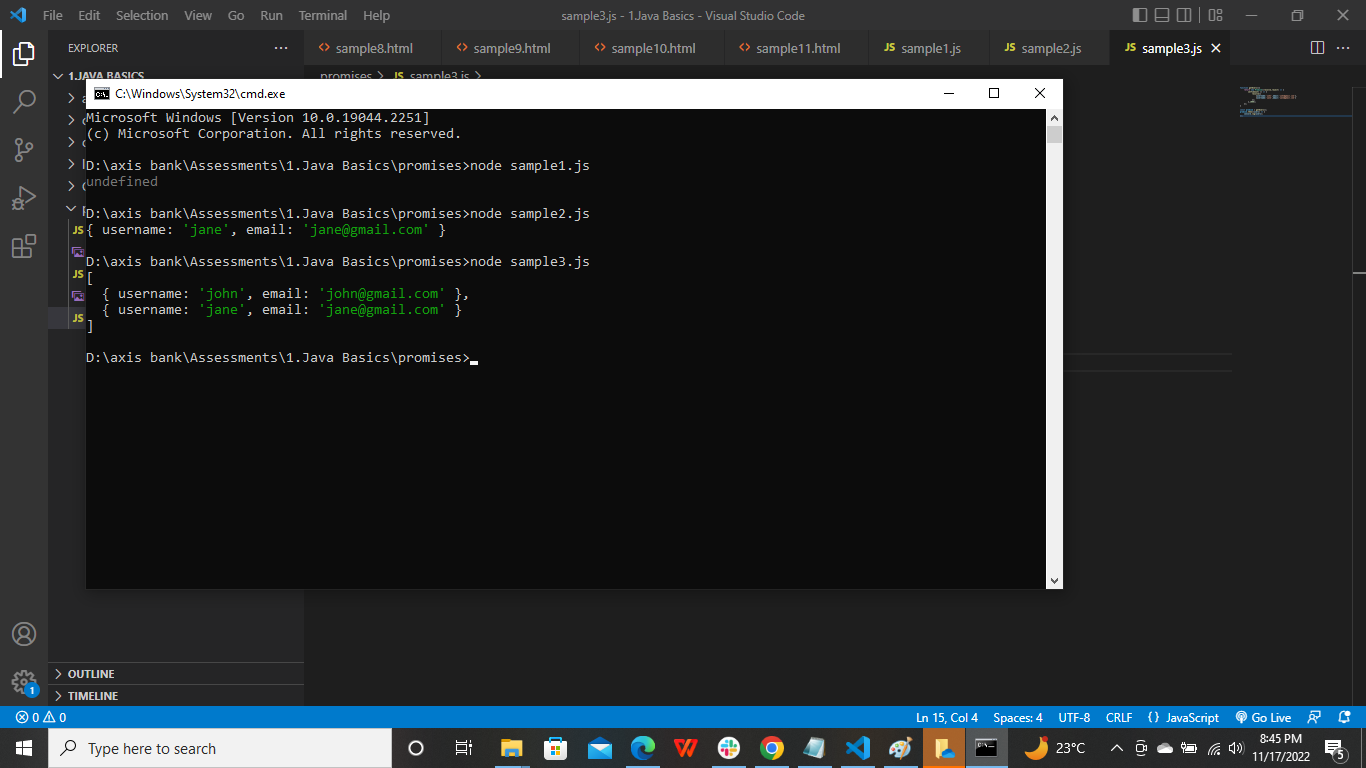 File Edit Selection View Go Run Terminal Help sample3.js - 1Java Basics - Visual Studio Code
EXPLORER sample8.html sample9.html sample10.html sample11.html sample1.js sample2.js sample3.js
1.JAVA BASICS promises > JS sample3.js >
C:\Windows\System32\cmd.exe
Microsoft Windows [Version 10.0.19044.2251]
(c) Microsoft Corporation. All rights reserved.
D:\axis bank\Assessments\1.Java Basics\promises>node sample1.js
undefined
D:\axis bank\Assessments\1.Java Basics\promises>node sample2.js
{ username: 'jane', email: 'jane@gmail.com' }
D:\axis bank\Assessments\1.Java Basics\promises>node sample3.js
[
{ username: 'john', email: 'john@gmail.com' },
{ username: 'jane', email: 'jane@gmail.com' }
]
D:\axis bank\Assessments\1.Java Basics\promises>
OUTLINE
TIMELINE
1
0 0 Ln 15, Col 4 Spaces: 4 UTF-8 CRLF {} JavaScript Go Live
Type here to search 23°C 8:45 PM
11/17/2022 5